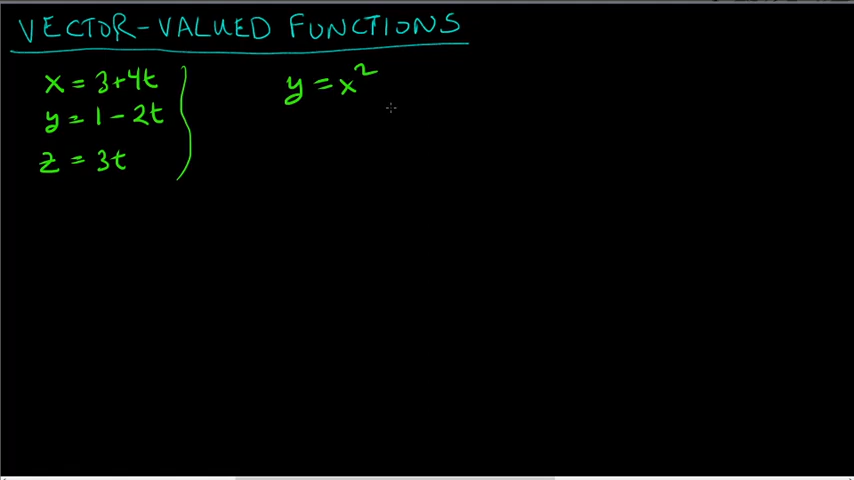 VECTOR-VALUED FUNCTIONS
x = 3+4t
y = 1-2t
z = 3t
y = x²